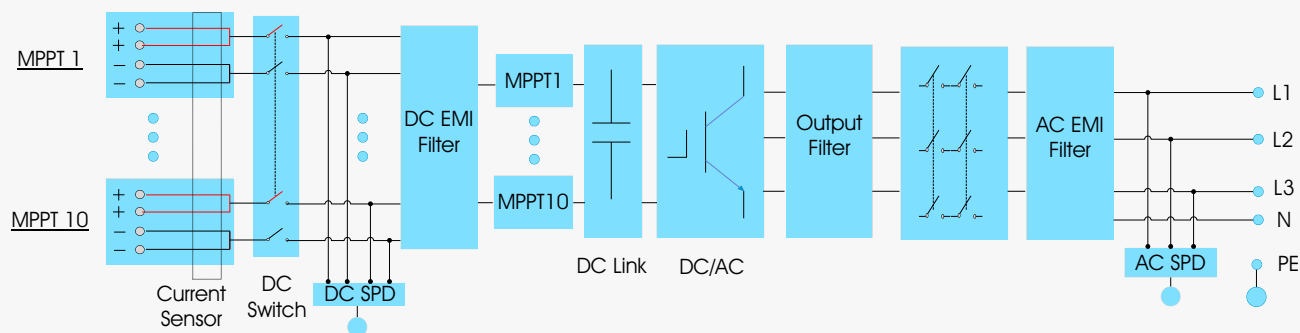 MPPT 1
+
+
−
−
MPPT 10
+
+
−
−
Current
Sensor
DC
Switch
DC SPD
DC EMI
Filter
MPPT1
MPPT10
DC Link
DC/AC
Output
Filter
AC EMI
Filter
AC SPD
L1
L2
L3
N
PE